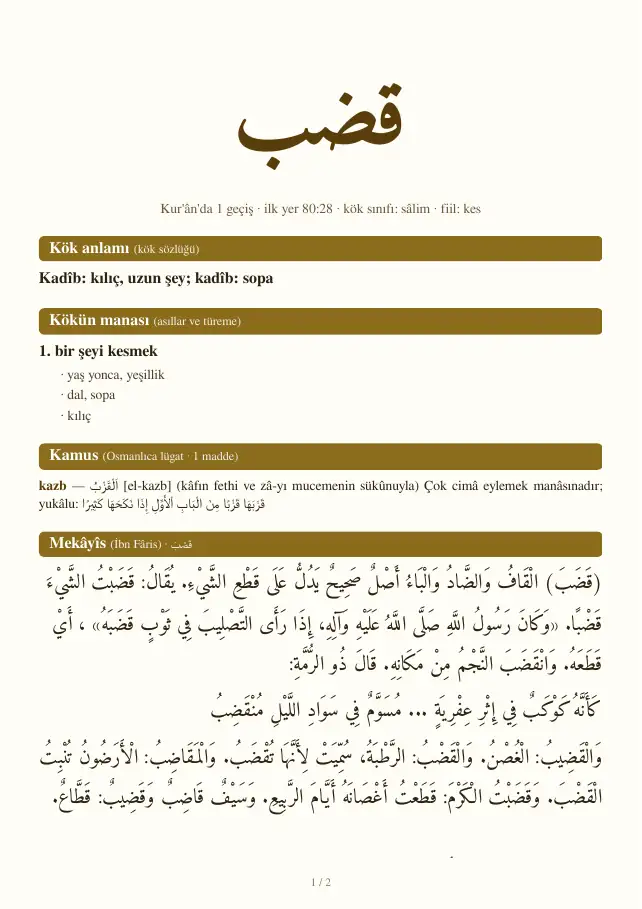 قضب
Kur'ân'da 1 geçiş · ilk yer 80:28 · kök sınıfı: sâlim · fiil: kes
Kök anlamı (kök sözlüğü)
Kadîb: kılıç, uzun şey; kadîb: sopa
Kökün manası (asıllar ve türeme)
1. bir şeyi kesmek
· yaş yonca, yeşillik
· dal, sopa
· kılıç
Kamus (Osmanlıca lügat · 1 madde)
kazb — اَلْقَزْبُ [el-kazb] (kâfın fethi ve zâ-yı mucemenin sükûnuyla) Çok cimâ eylemek manâsınadır;
yukâlu: قَزَبَهَا قَزْبًا مِنَ الْبَابِ اْلاَوَّلِ إِذَا نَكَحَهَا كَثِيرًا
Mekâyîs (İbn Fâris) · قضب
(قَضَبَ) الْقَافُ وَالضَّادُ وَالْبَاءُ أَصْلٌ صَحِيحٌ يَدُلُّ عَلَى قَطْعِ الشَّيْءِ. يُقَالُ: قَضَبْتُ الشَّيْءَ
قَضْبًا. «وَكَانَ رَسُولُ اللَّهِ صَلَّى اللَّهُ عَلَيْهِ وَآلِهِ، إِذَا رَأَى التَّصْلِيبَ فِي ثَوْبٍ قَضَبَهُ» ، أَيْ
قَطَعَهُ. وَانْقَضَبَ النَّجْمُ مِنْ مَكَانِهِ. قَالَ ذُو الرُّمَّةِ:
كَأَنَّهُ كَوْكَبٌ فِي إِثْرِ عِفْرِيَةٍ ... مُسَوَّمٌ فِي سَوَادِ اللَّيْلِ مُنْقَضِبُ
وَالْقَضِيبُ: الْغُصْنُ. وَالْقَضْبُ: الرَّطْبَةُ، سُمِّيَتْ لِأَنَّهَا تُقْضَبُ. وَالْمَقَاضِبُ: الْأَرَضُونُ تُنْبِتُ
الْقَضْبَ. وَقَضَبْتُ الْكَرْمَ: قَطَعْتُ أَغْصَانَهُ أَيَّامَ الرَّبِيعِ. وَسَيْفٌ قَاضِبٌ وَقَضِيبٌ: قَطَّاعٌ.
1 / 2